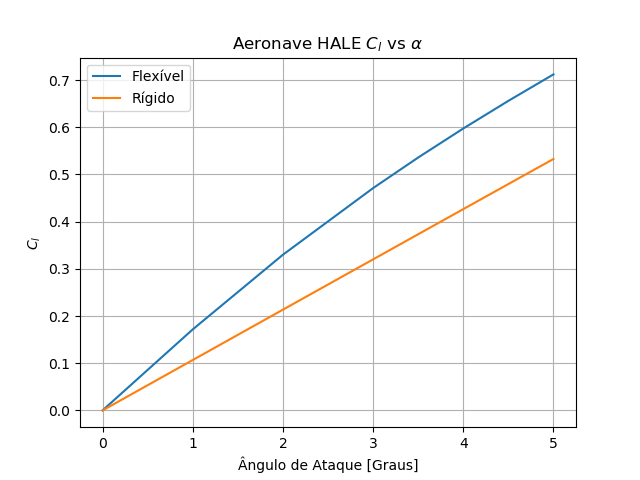 Aeronave HALE $C_l$ vs $\alpha$
Flexível
Rígido
0.7
0.6
0.5
0.4
0.3
0.2
0.1
0.0
$C_l$
0 1 2 3 4 5
Ângulo de Ataque [Graus]